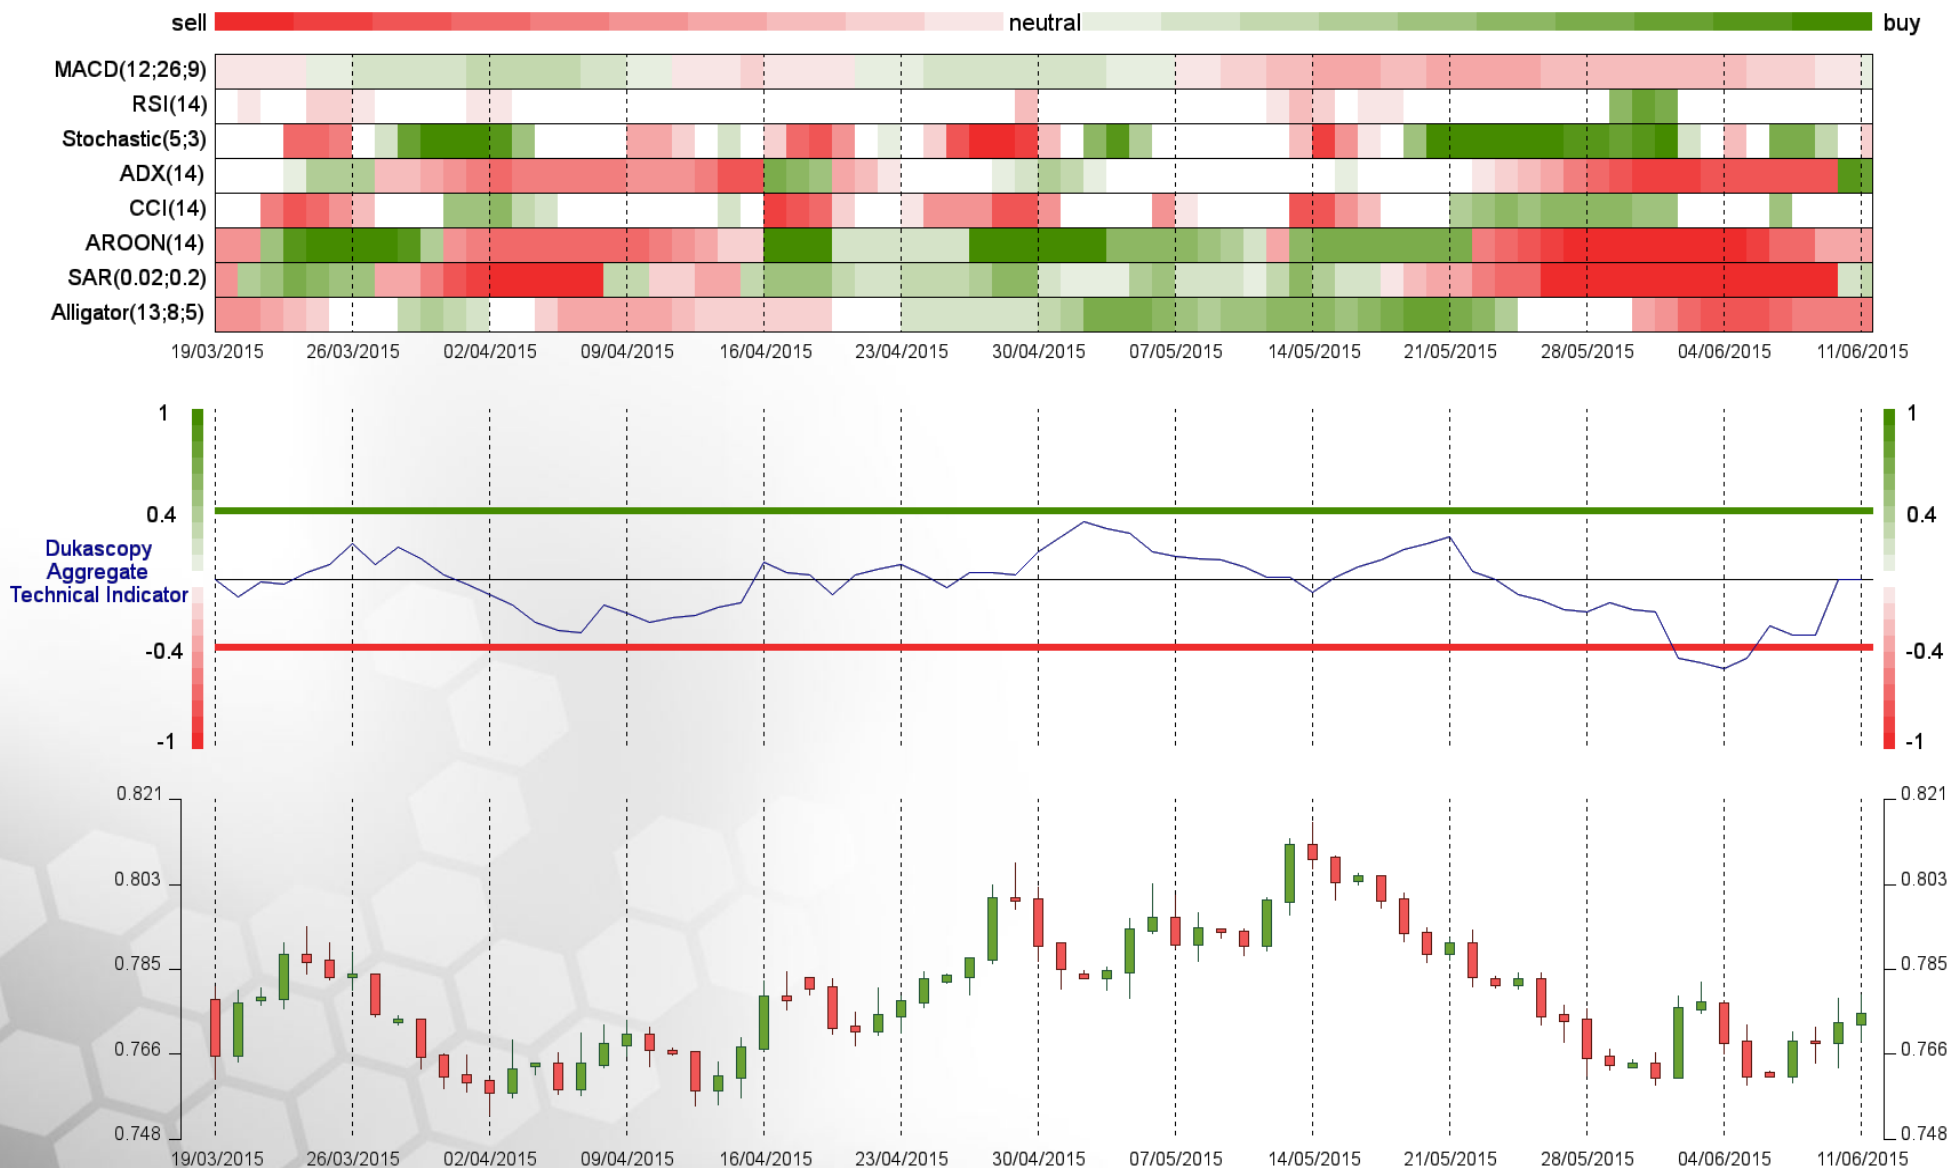 sell neutral buy
MACD(12;26;9)
RSI(14)
Stochastic(5;3)
ADX(14)
CCI(14)
AROON(14)
SAR(0.02;0.2)
Alligator(13;8;5)
19/03/2015 26/03/2015 02/04/2015 09/04/2015 16/04/2015 23/04/2015 30/04/2015 07/05/2015 14/05/2015 21/05/2015 28/05/2015 04/06/2015 11/06/2015
1 1
0.4 0.4
Dukascopy
Aggregate
Technical Indicator
-0.4 -0.4
-1 -1
0.821 0.821
0.803 0.803
0.785 0.785
0.766 0.766
0.748 0.748
19/03/2015 26/03/2015 02/04/2015 09/04/2015 16/04/2015 23/04/2015 30/04/2015 07/05/2015 14/05/2015 21/05/2015 28/05/2015 04/06/2015 11/06/2015